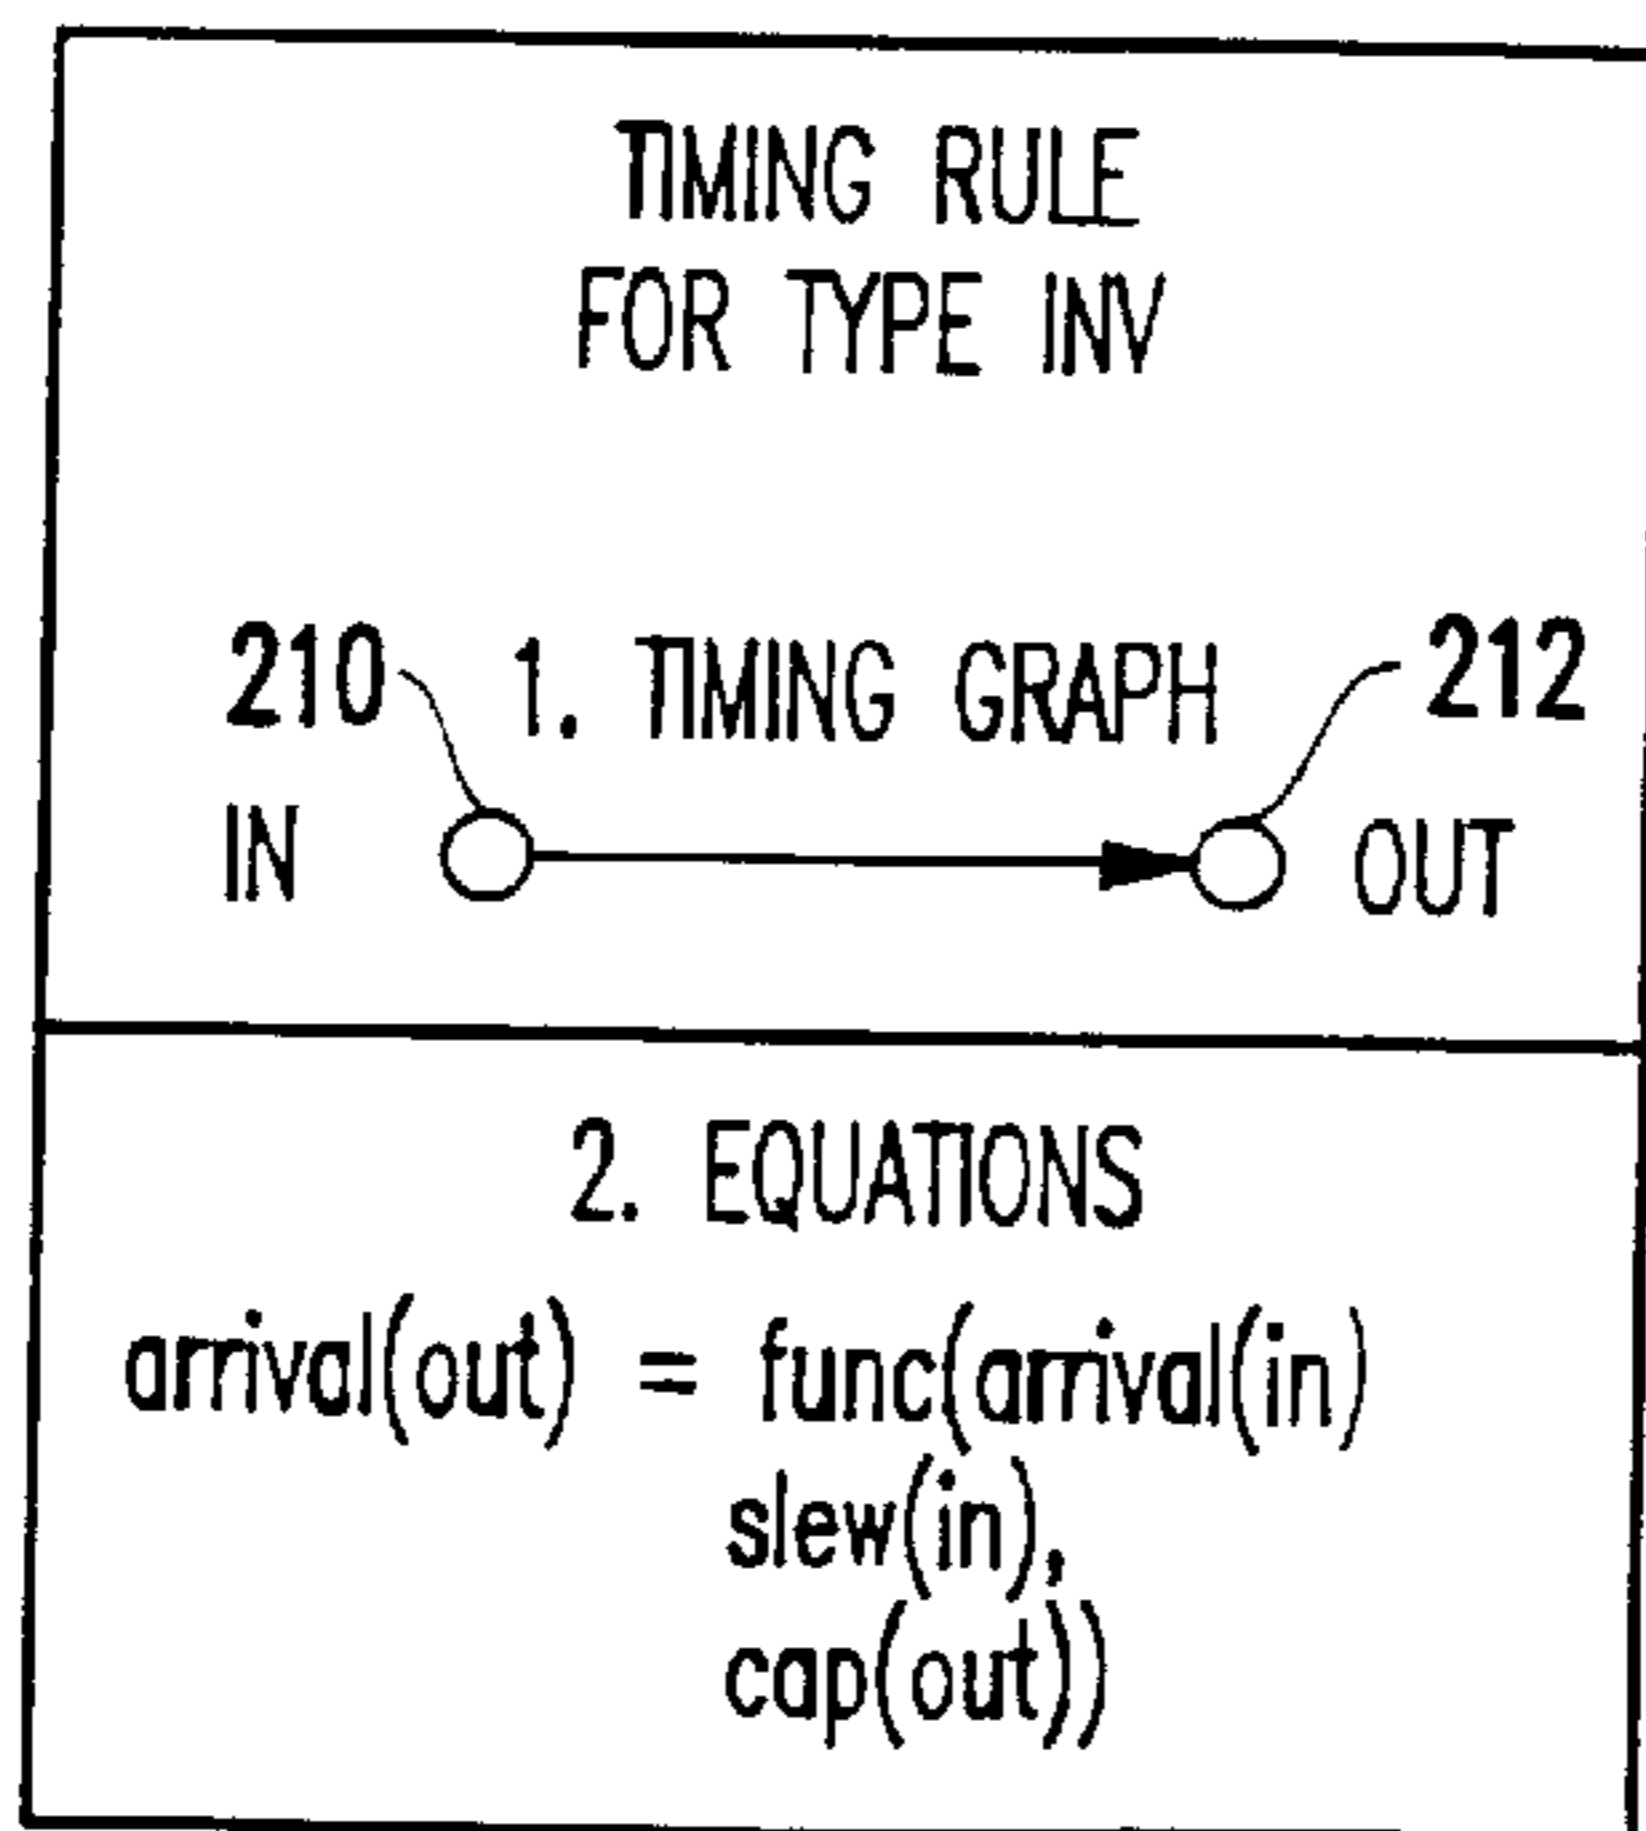 TIMING RULE
FOR TYPE INV
210 1. TIMING GRAPH 212
IN OUT
2. EQUATIONS
arrival(out) = func(arrival(in)
slew(in),
cap(out))